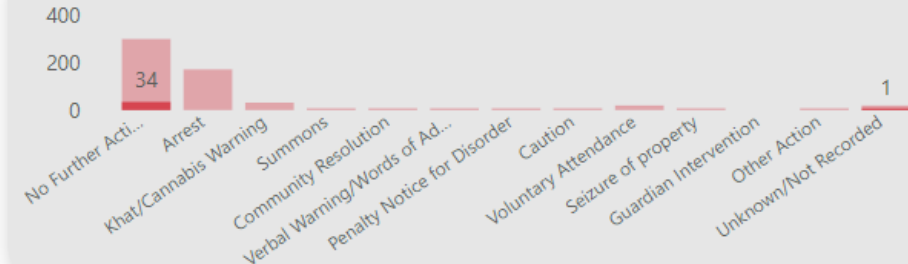 400
200
0
34
1
No Further Acti...
Arrest
Khat/Cannabis Warning
Summons
Community Resolution
Verbal Warning/Words of Ad...
Penalty Notice for Disorder
Caution
Voluntary Attendance
Seizure of property
Guardian Intervention
Other Action
Unknown/Not Recorded